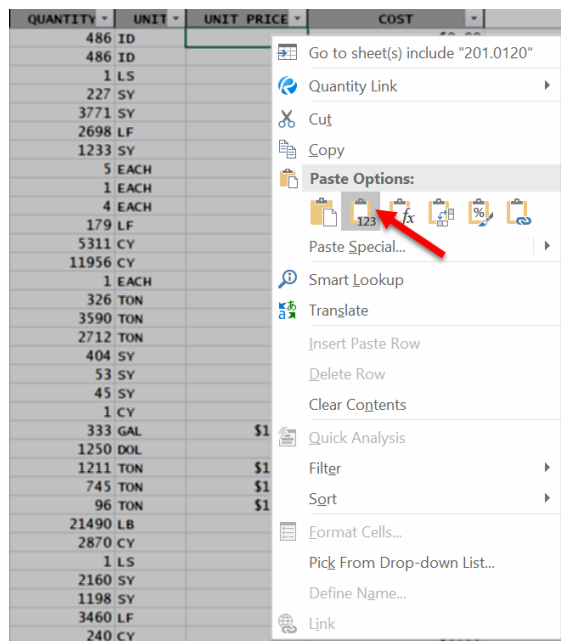 QUANTITY UNIT UNIT PRICE COST
486 ID
486 ID
1 LS
227 SY
3771 SY
2698 LF
1233 SY
5 EACH
1 EACH
4 EACH
179 LF
5311 CY
11956 CY
1 EACH
326 TON
3590 TON
2712 TON
404 SY
53 SY
45 SY
1 CY
333 GAL $1
1250 DOL
1211 TON $1
745 TON $1
96 TON $1
21490 LB
2870 CY
1 LS
2160 SY
1198 SY
3460 LF
240 CY
Go to sheet(s) include "201.0120"
Quantity Link
Cut
Copy
Paste Options:
123 fx %
Paste Special...
Smart Lookup
Translate
Insert Paste Row
Delete Row
Clear Contents
Quick Analysis
Filter
Sort
Format Cells...
Pick From Drop-down List...
Define Name...
Link